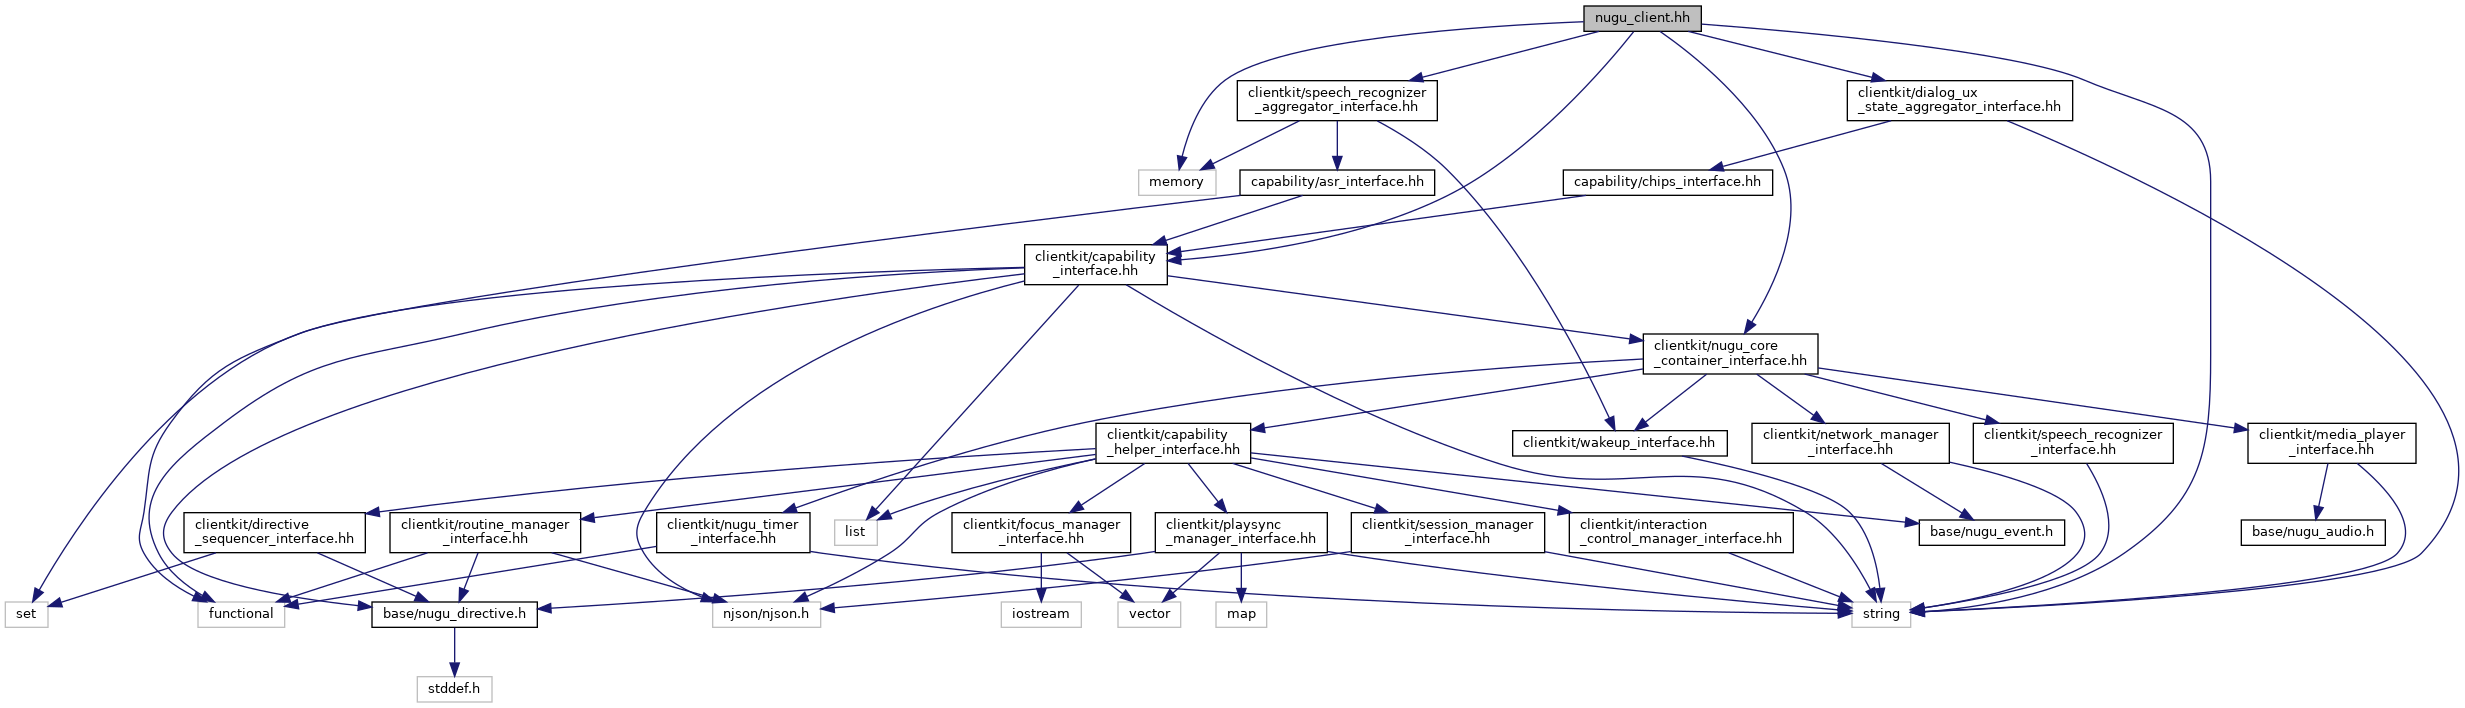 nugu_client.hh
clientkit/speech_recognizer
_aggregator_interface.hh
clientkit/dialog_ux
_state_aggregator_interface.hh
memory
capability/asr_interface.hh
capability/chips_interface.hh
clientkit/capability
_interface.hh
clientkit/nugu_core
_container_interface.hh
clientkit/capability
_helper_interface.hh
clientkit/wakeup_interface.hh
clientkit/network_manager
_interface.hh
clientkit/speech_recognizer
_interface.hh
clientkit/media_player
_interface.hh
clientkit/directive
_sequencer_interface.hh
clientkit/routine_manager
_interface.hh
clientkit/nugu_timer
_interface.hh
list
clientkit/focus_manager
_interface.hh
clientkit/playsync
_manager_interface.hh
clientkit/session_manager
_interface.hh
clientkit/interaction
_control_manager_interface.hh
base/nugu_event.h
base/nugu_audio.h
set
functional
base/nugu_directive.h
njson/njson.h
iostream
vector
map
string
stddef.h